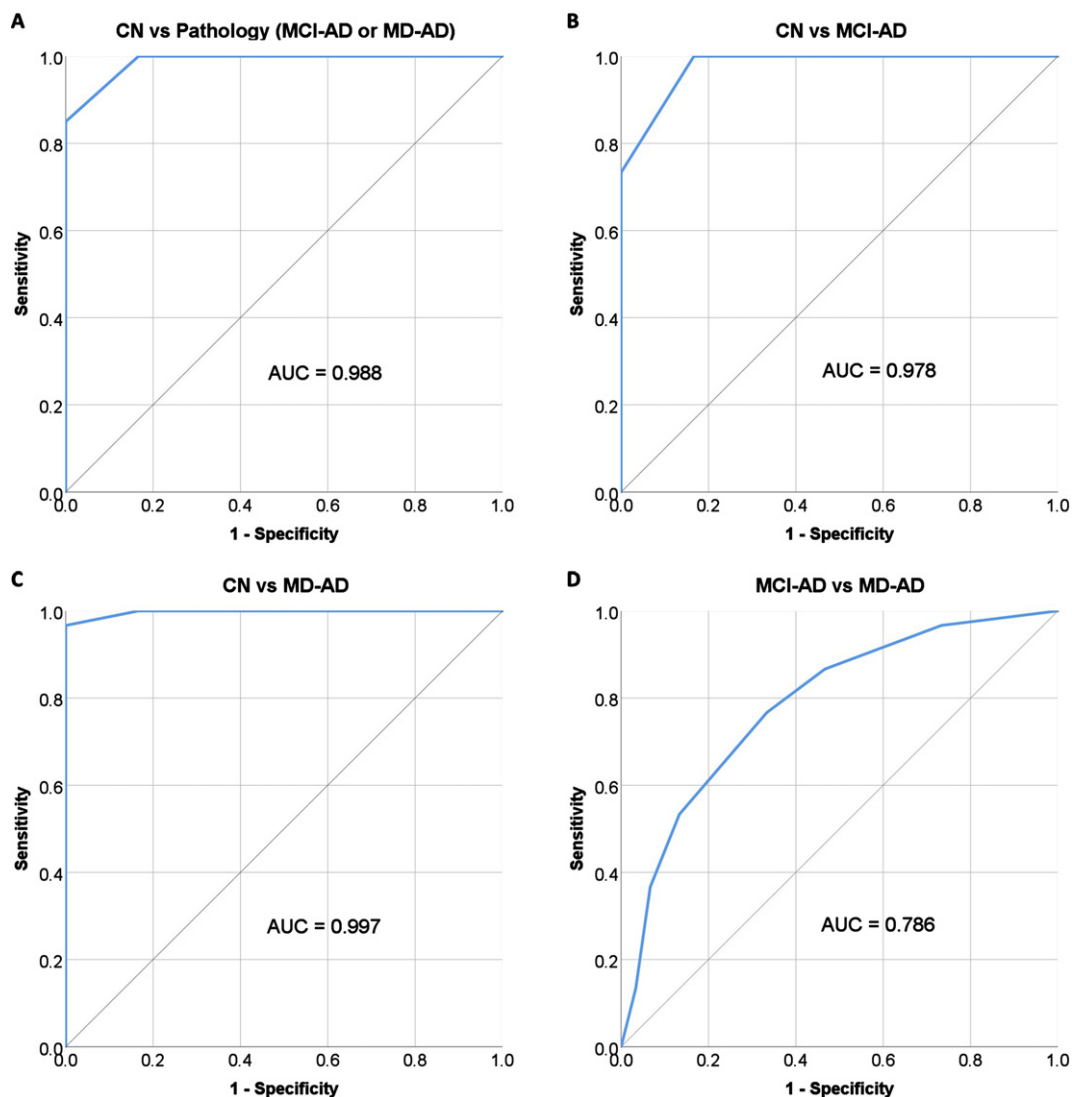 A
CN vs Pathology (MCI-AD or MD-AD)
1.0
0.8
0.6
0.4
0.2
0.0
Sensitivity
AUC = 0.988
0.0 0.2 0.4 0.6 0.8 1.0
1 - Specificity
B
CN vs MCI-AD
1.0
0.8
0.6
0.4
0.2
0.0
Sensitivity
AUC = 0.978
0.0 0.2 0.4 0.6 0.8 1.0
1 - Specificity
C
CN vs MD-AD
1.0
0.8
0.6
0.4
0.2
0.0
Sensitivity
AUC = 0.997
0.0 0.2 0.4 0.6 0.8 1.0
1 - Specificity
D
MCI-AD vs MD-AD
1.0
0.8
0.6
0.4
0.2
0.0
Sensitivity
AUC = 0.786
0.0 0.2 0.4 0.6 0.8 1.0
1 - Specificity